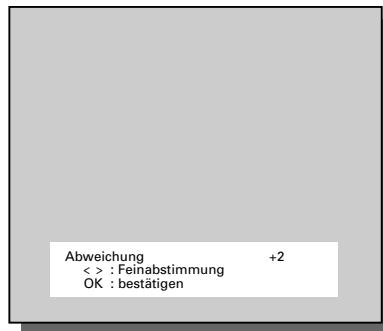 Abweichung +2
< > : Feinabstimmung
OK : bestätigen